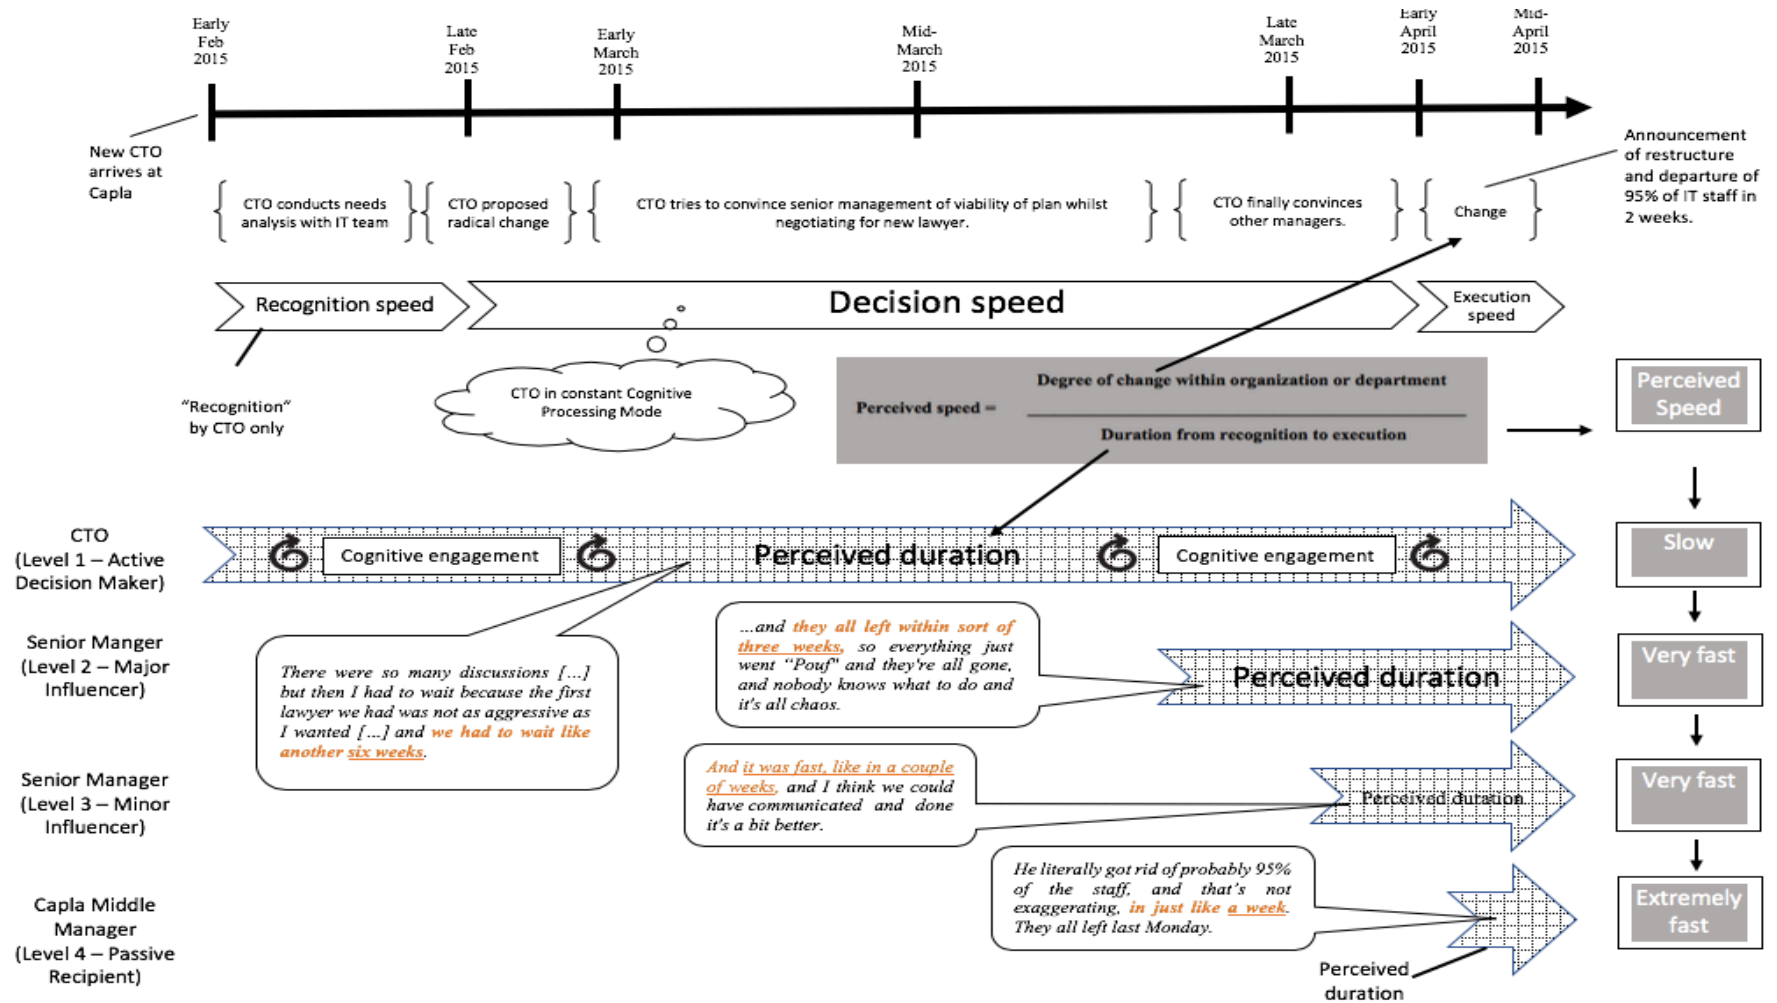 Early
Feb
2015
Late
Feb
2015
Early
March
2015
Mid-
March
2015
Late
March
2015
Early
April
2015
Mid-
April
2015
New CTO
arrives at
Capla
CTO conducts needs
analysis with IT team
CTO proposed
radical change
CTO tries to convince senior management of viability of plan whilst
negotiating for new lawyer.
CTO finally convinces
other managers.
Change
Announcement
of restructure
and departure of
95% of IT staff in
2 weeks.
Recognition speed
Decision speed
Execution
speed
"Recognition"
by CTO only
CTO in constant Cognitive
Processing Mode
Perceived speed =
Degree of change within organization or department
Duration from recognition to execution
Perceived
Speed
CTO
(Level 1 – Active
Decision Maker)
Cognitive engagement
Perceived duration
Cognitive engagement
Slow
There were so many discussions [...]
but then I had to wait because the first
lawyer we had was not as aggressive as
I wanted [...] and we had to wait like
another six weeks.
Senior Manger
(Level 2 – Major
Influencer)
...and they all left within sort of
three weeks, so everything just
went "Pouf" and they're all gone,
and nobody knows what to do and
it's all chaos.
Perceived duration
Very fast
Senior Manager
(Level 3 – Minor
Influencer)
And it was fast, like in a couple
of weeks, and I think we could
have communicated and done
it's a bit better.
Perceived duration
Very fast
Capla Middle
Manager
(Level 4 – Passive
Recipient)
He literally got rid of probably 95%
of the staff, and that's not
exaggerating, in just like a week.
They all left last Monday.
Perceived
duration
Extremely
fast